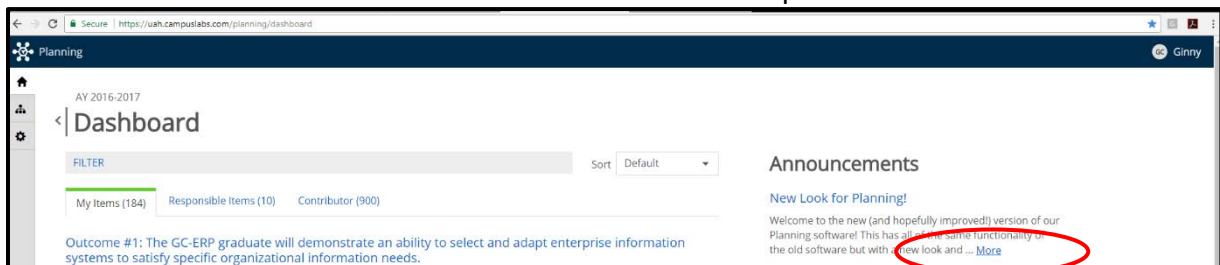 Secure | https://uah.campuslabs.com/planning/dashboard
Planning
GC Ginny
AY 2016-2017
Dashboard
FILTER
Sort Default
My Items (184) Responsible Items (10) Contributor (900)
Outcome #1: The GC-ERP graduate will demonstrate an ability to select and adapt enterprise information
systems to satisfy specific organizational information needs.
Announcements
New Look for Planning!
Welcome to the new (and hopefully improved!) version of our
Planning software! This has all of the same functionality of
the old software but with a new look and ... More